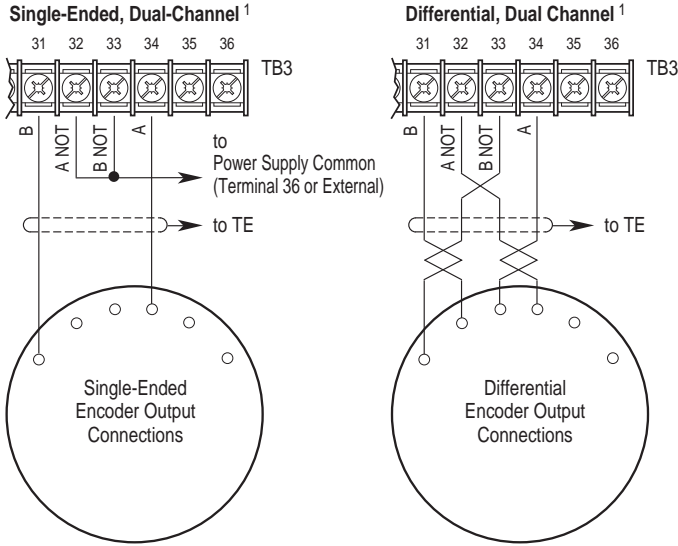 Single-Ended, Dual-Channel 1
31 32 33 34 35 36
TB3
B
A NOT
B NOT
A
to
Power Supply Common
(Terminal 36 or External)
to TE
Single-Ended
Encoder Output
Connections
Differential, Dual Channel 1
31 32 33 34 35 36
TB3
B
A NOT
B NOT
A
to TE
Differential
Encoder Output
Connections